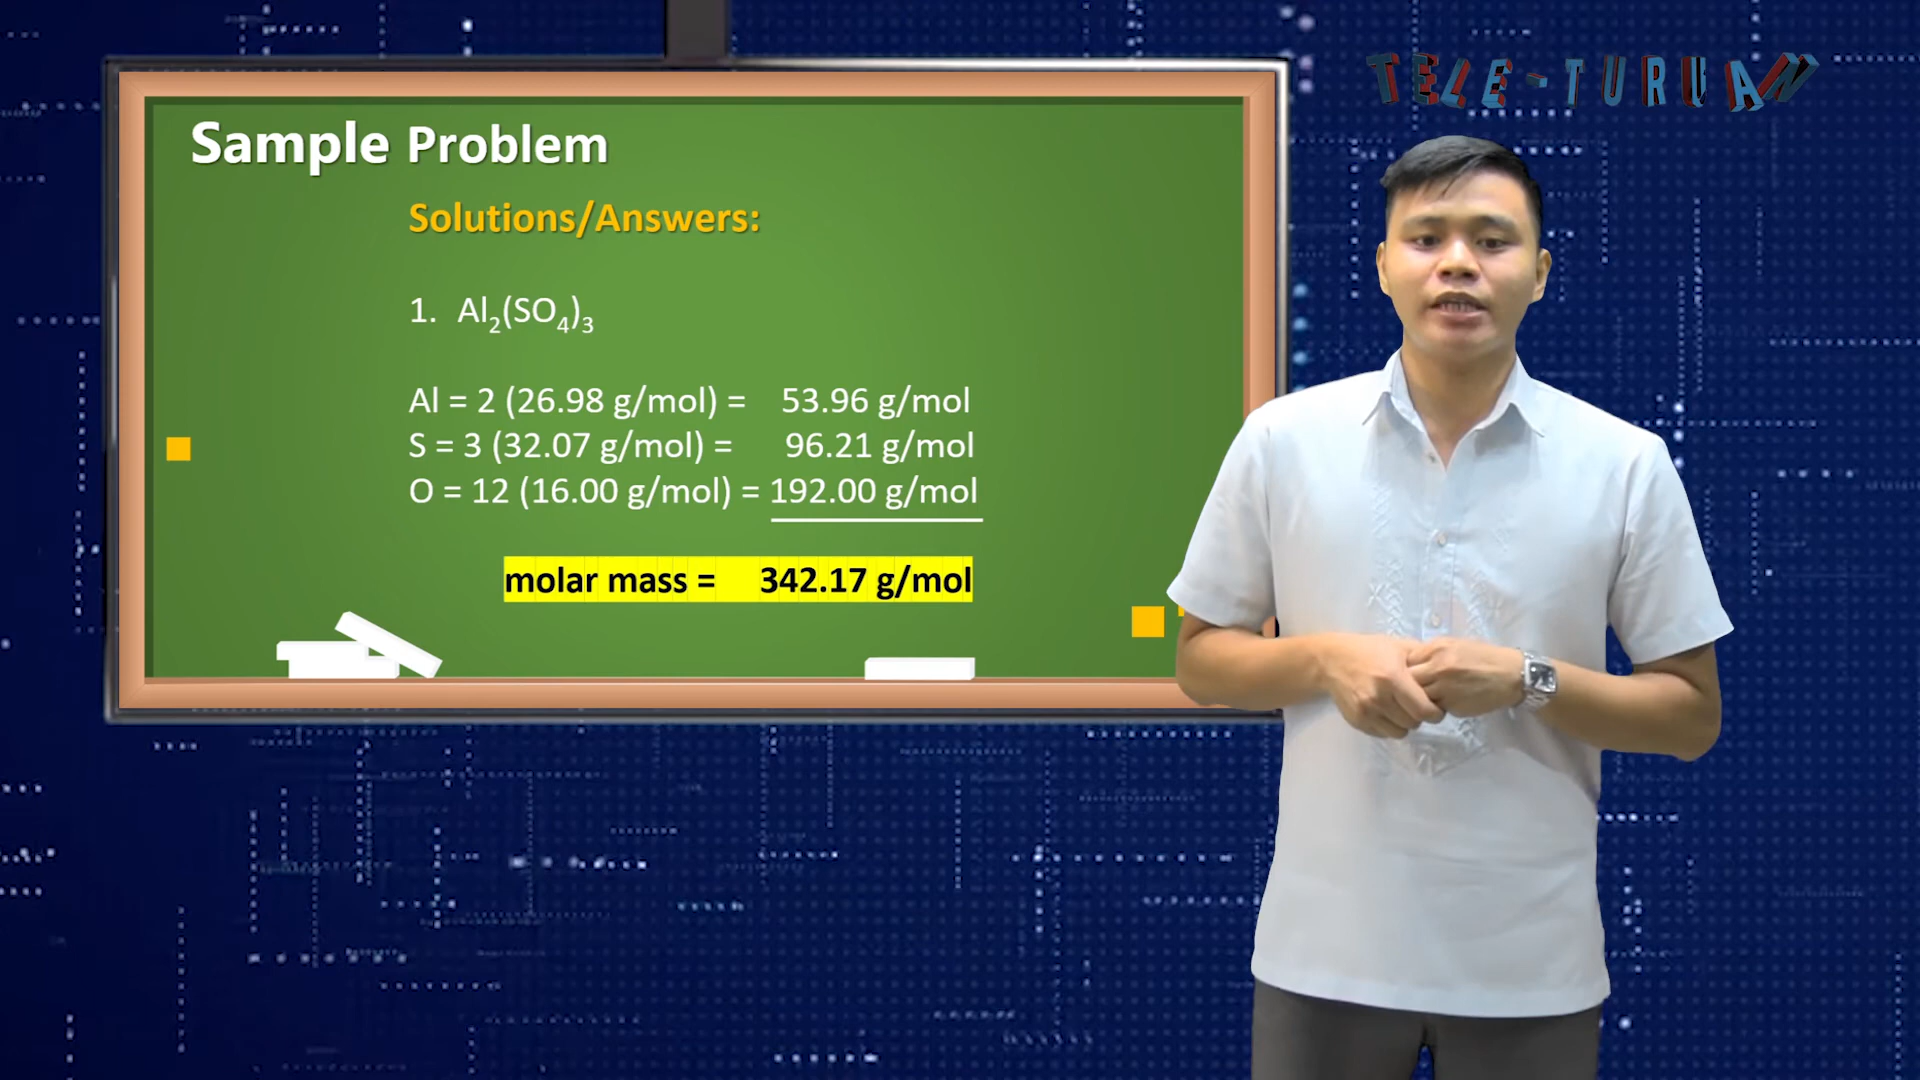 TELE-TURUAN
Sample Problem
Solutions/Answers:
1. Al₂(SO₄)₃
Al = 2 (26.98 g/mol) = 53.96 g/mol
S = 3 (32.07 g/mol) = 96.21 g/mol
O = 12 (16.00 g/mol) = 192.00 g/mol
molar mass = 342.17 g/mol